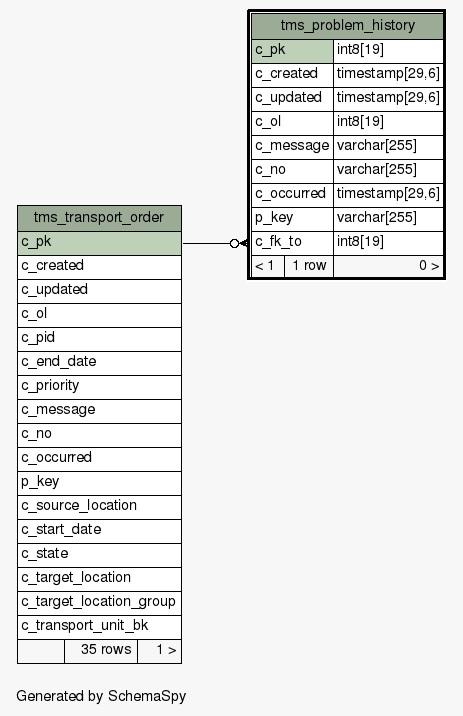 tms_problem_history
c_pk int8[19]
c_created timestamp[29,6]
c_updated timestamp[29,6]
c_ol int8[19]
c_message varchar[255]
c_no varchar[255]
c_occurred timestamp[29,6]
p_key varchar[255]
c_fk_to int8[19]
< 1 1 row 0 >
tms_transport_order
c_pk
c_created
c_updated
c_ol
c_pid
c_end_date
c_priority
c_message
c_no
c_occurred
p_key
c_source_location
c_start_date
c_state
c_target_location
c_target_location_group
c_transport_unit_bk
35 rows 1 >
Generated by SchemaSpy